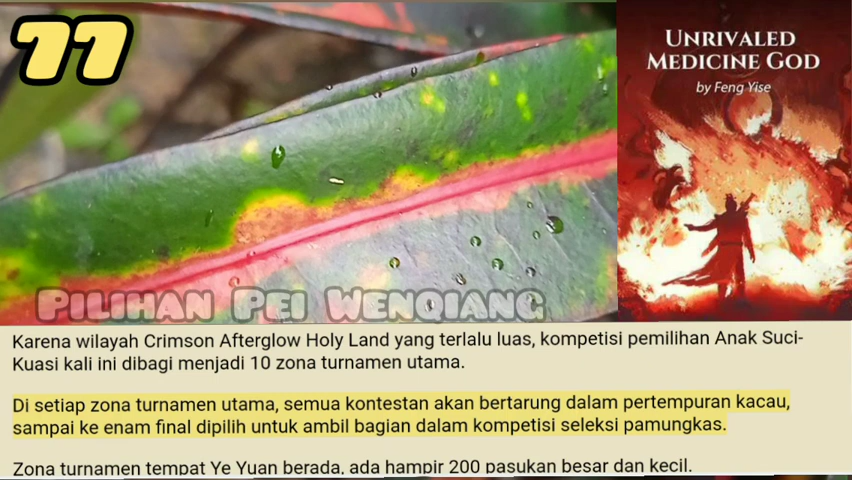 77
UNRIVALED
MEDICINE GOD
by Feng Yise
PILIHAN PEI WENQIANG
Karena wilayah Crimson Afterglow Holy Land yang terlalu luas, kompetisi pemilihan Anak Suci-
Kuasi kali ini dibagi menjadi 10 zona turnamen utama.
Di setiap zona turnamen utama, semua kontestan akan bertarung dalam pertempuran kacau,
sampai ke enam final dipilih untuk ambil bagian dalam kompetisi seleksi pamungkas.
Zona turnamen tempat Ye Yuan berada, ada hampir 200 pasukan besar dan kecil.